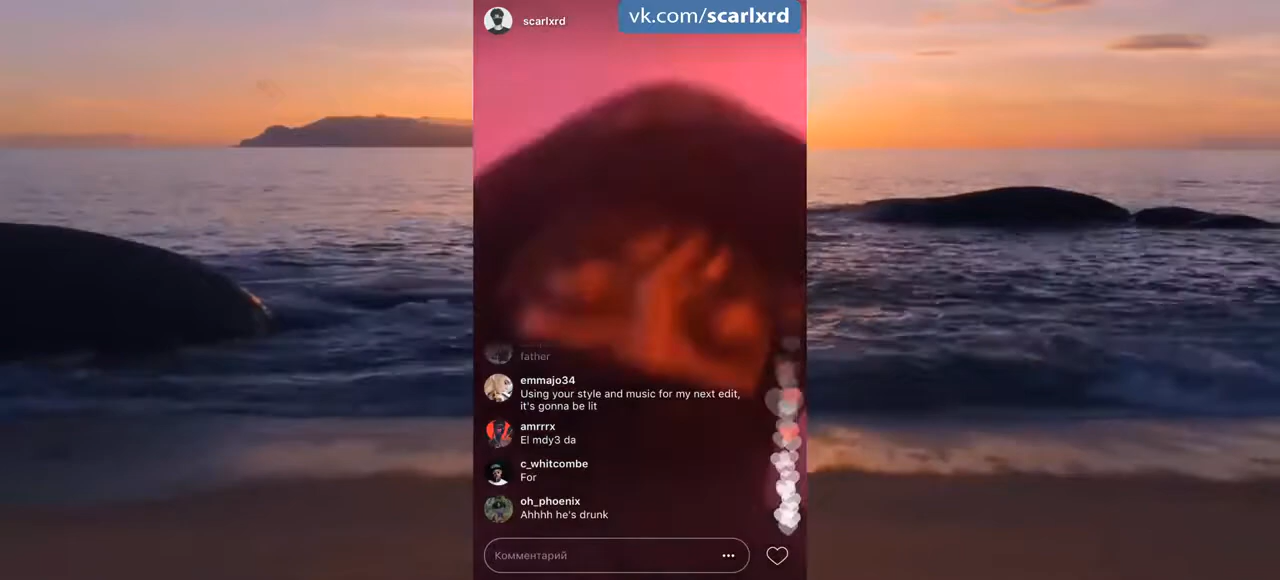 scarlxrd
vk.com/scarlxrd
father
emmajo34
Using your style and music for my next edit,
it's gonna be lit
amrrrx
El mdy3 da
c_whitcombe
For
oh_phoenix
Ahhhh he's drunk
Комментарий